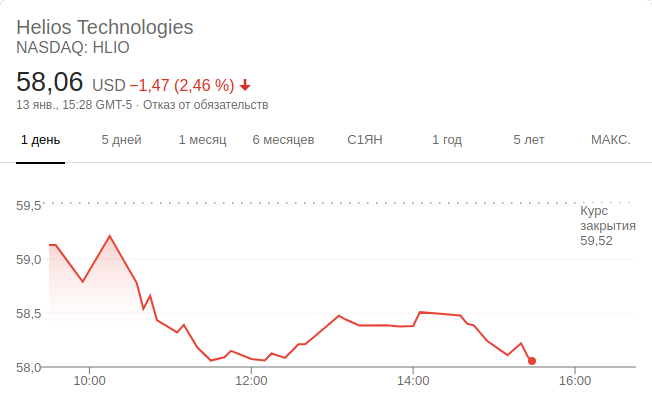 Helios Technologies
NASDAQ: HLIO
58,06 USD −1,47 (2,46 %)
13 янв., 15:28 GMT-5 · Отказ от обязательств
1 день 5 дней 1 месяц 6 месяцев С1ЯН 1 год 5 лет МАКС.
59,5
Курс
закрытия
59,52
59,0
58,5
58,0
10:00 12:00 14:00 16:00